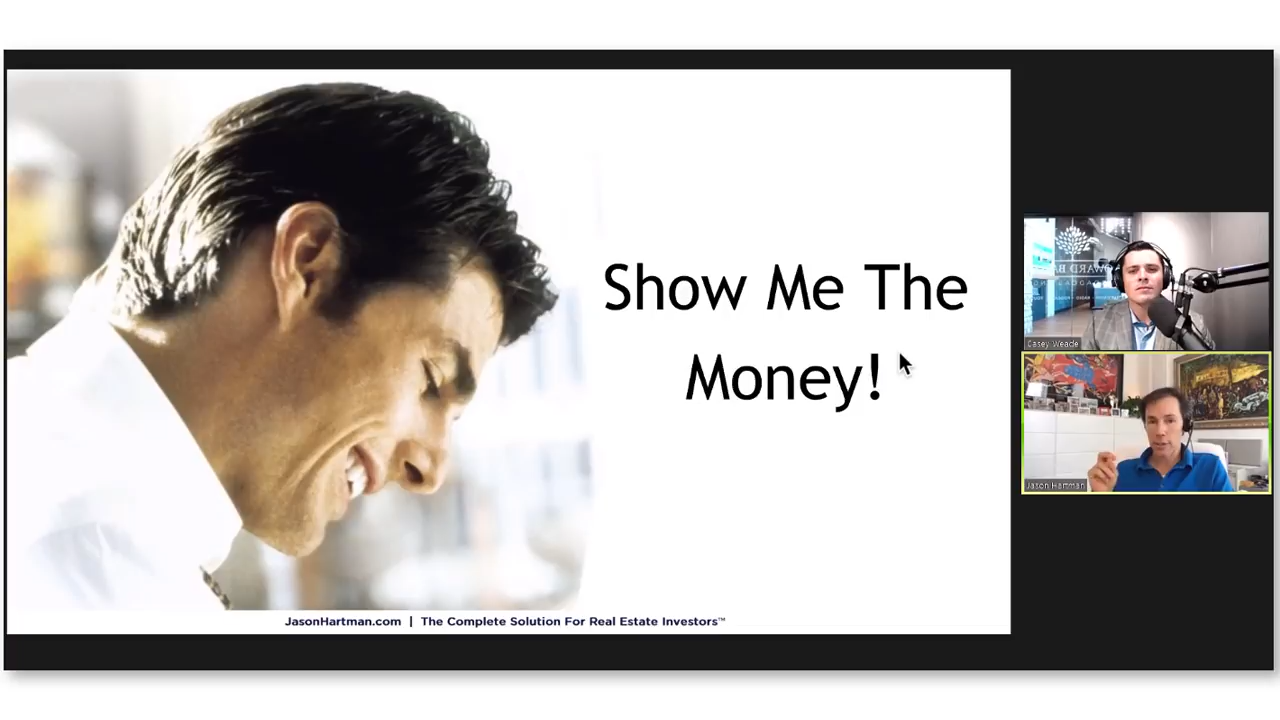 Show Me The
Money!
JasonHartman.com | The Complete Solution For Real Estate Investors™
Casey Weade
Jason Hartman